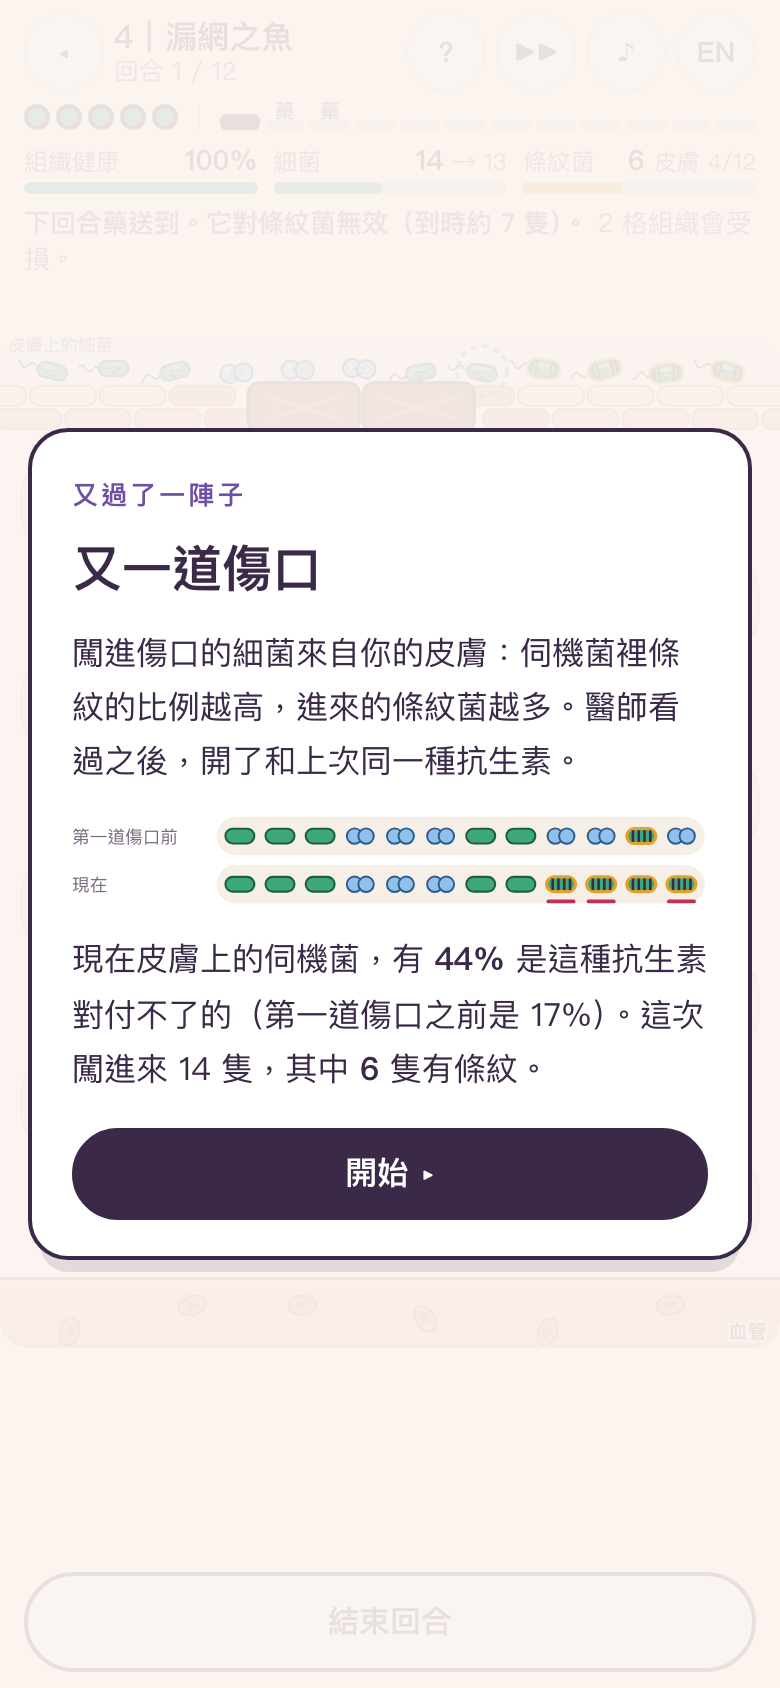 4｜漏網之魚
回合 1 / 12
?
EN
藥 藥
組織健康 100% 細菌 14 → 13 條紋菌 6 皮膚 4/12
下回合藥送到。它對條紋菌無效（到時約 7 隻）。 2 格組織會受
損。
皮膚上的細菌
又過了一陣子
又一道傷口
闖進傷口的細菌來自你的皮膚：伺機菌裡條
紋的比例越高，進來的條紋菌越多。醫師看
過之後，開了和上次同一種抗生素。
第一道傷口前
現在
現在皮膚上的伺機菌，有 44% 是這種抗生素
對付不了的（第一道傷口之前是 17%）。這次
闖進來 14 隻，其中 6 隻有條紋。
開始 ▸
血管
結束回合